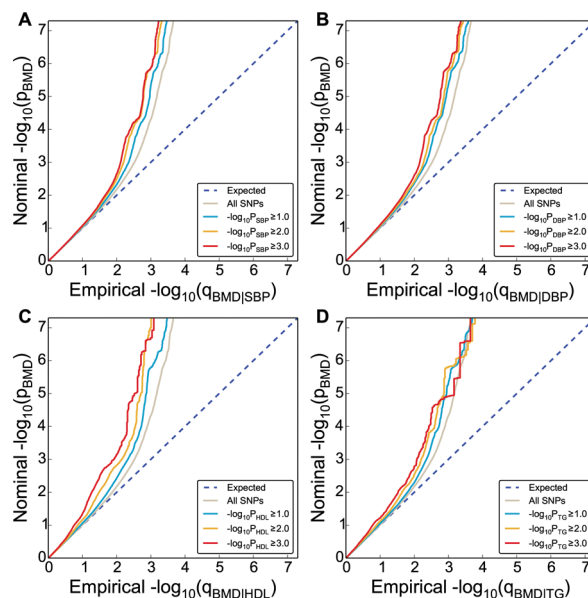 A
Nominal -log10(pBMD)
7
6
5
4
3
2
1
0
Expected
All SNPs
-log10PSBP≥1.0
-log10PSBP≥2.0
-log10PSBP≥3.0
0 1 2 3 4 5 6 7
Empirical -log10(qBMD|SBP)
B
Nominal -log10(pBMD)
7
6
5
4
3
2
1
0
Expected
All SNPs
-log10PDBP≥1.0
-log10PDBP≥2.0
-log10PDBP≥3.0
0 1 2 3 4 5 6 7
Empirical -log10(qBMD|DBP)
C
Nominal -log10(pBMD)
7
6
5
4
3
2
1
0
Expected
All SNPs
-log10PHDL≥1.0
-log10PHDL≥2.0
-log10PHDL≥3.0
0 1 2 3 4 5 6 7
Empirical -log10(qBMD|HDL)
D
Nominal -log10(pBMD)
7
6
5
4
3
2
1
0
Expected
All SNPs
-log10PTG≥1.0
-log10PTG≥2.0
-log10PTG≥3.0
0 1 2 3 4 5 6 7
Empirical -log10(qBMD|TG)